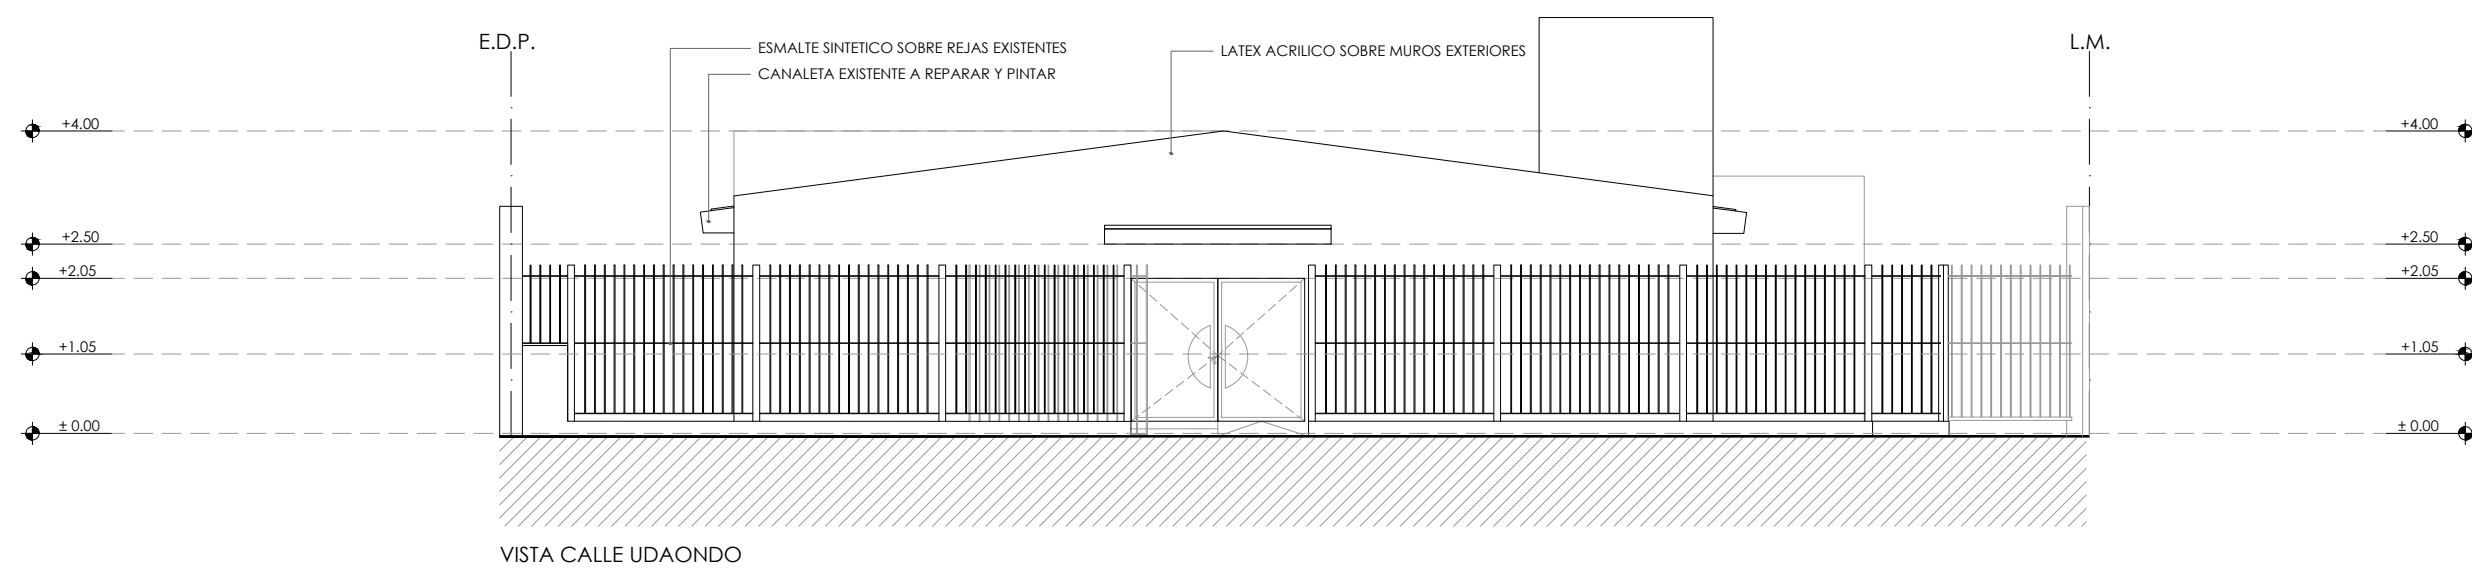 E.D.P.
ESMALTE SINTETICO SOBRE REJAS EXISTENTES
CANALETA EXISTENTE A REPARAR Y PINTAR
LATEX ACRILICO SOBRE MUROS EXTERIORES
L.M.
+4.00
+4.00
+2.50
+2.50
+2.05
+2.05
+1.05
+1.05
± 0.00
± 0.00
VISTA CALLE UDAONDO